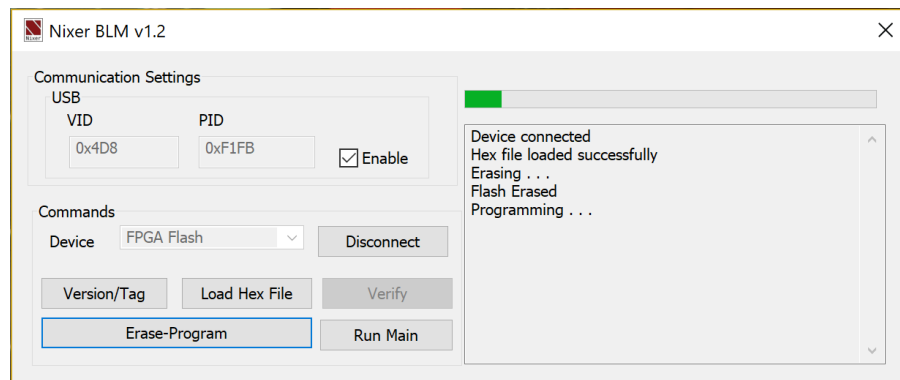 Nixer BLM v1.2
Communication Settings
USB
VID
PID
0x4D8
0xF1FB
Enable
Commands
Device
FPGA Flash
Disconnect
Version/Tag
Load Hex File
Verify
Erase-Program
Run Main
Device connected
Hex file loaded successfully
Erasing . . .
Flash Erased
Programming . . .